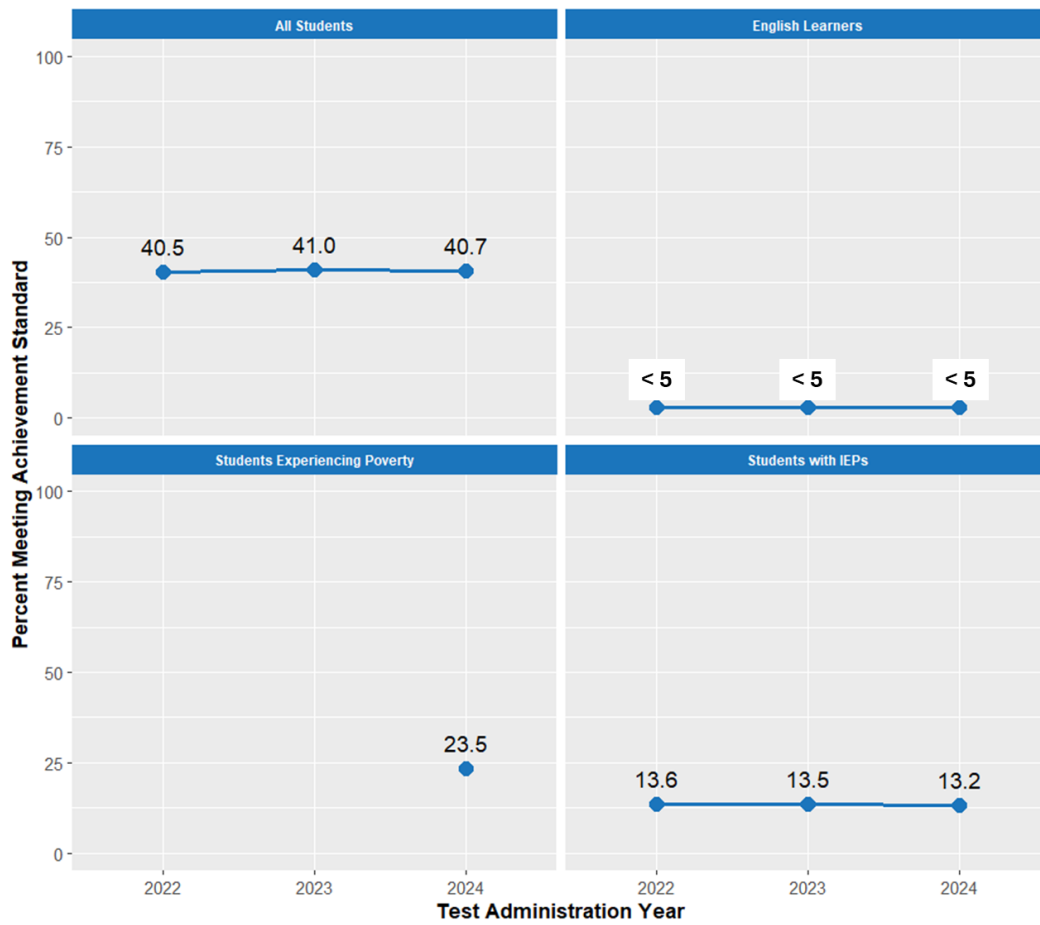 All Students
English Learners
100
75
50
25
0
40.5 41.0 40.7
< 5 < 5 < 5
Percent Meeting Achievement Standard
Students Experiencing Poverty
Students with IEPs
100
75
50
25
0
23.5
13.6 13.5 13.2
2022 2023 2024
2022 2023 2024
Test Administration Year